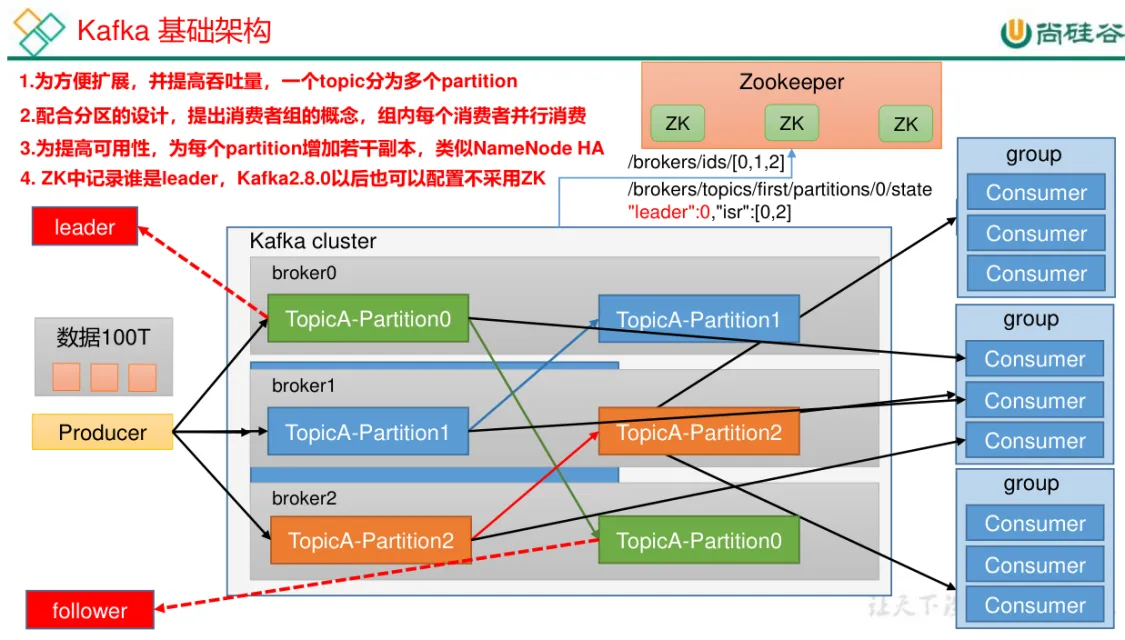 Kafka 基础架构
尚硅谷
1.为方便扩展，并提高吞吐量，一个topic分为多个partition
2.配合分区的设计，提出消费者组的概念，组内每个消费者并行消费
3.为提高可用性，为每个partition增加若干副本，类似NameNode HA
4. ZK中记录谁是leader，Kafka2.8.0以后也可以配置不采用ZK
Zookeeper
ZK
ZK
ZK
/brokers/ids/[0,1,2]
/brokers/topics/first/partitions/0/state
"leader":0,"isr":[0,2]
leader
数据100T
Producer
follower
Kafka cluster
broker0
TopicA-Partition0
TopicA-Partition1
broker1
TopicA-Partition1
TopicA-Partition2
broker2
TopicA-Partition2
TopicA-Partition0
group
Consumer
Consumer
Consumer
group
Consumer
Consumer
Consumer
group
Consumer
Consumer
Consumer
让天下